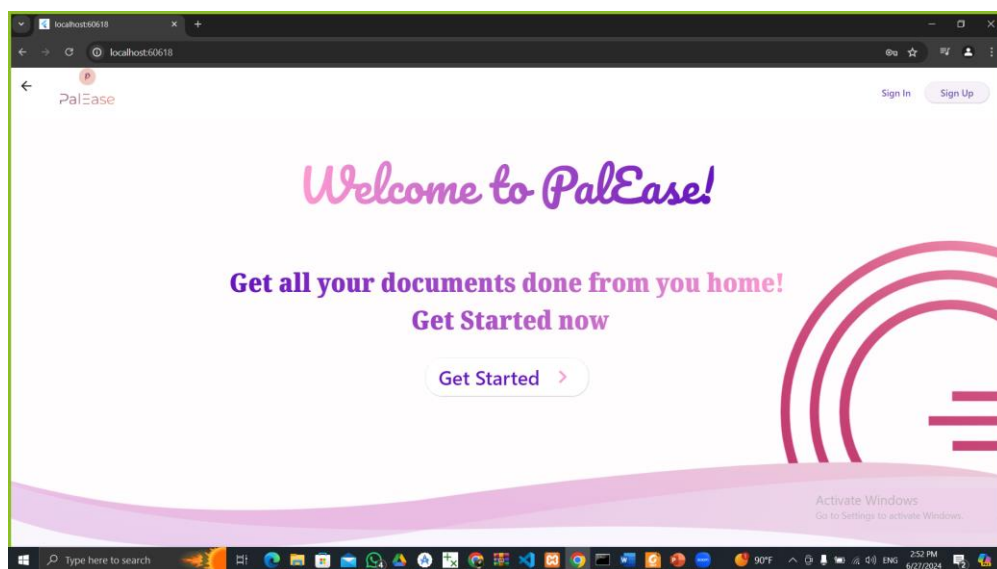 localhost:60618
localhost:60618
P
PalEase
Sign In
Sign Up
Welcome to PalEase!
Get all your documents done from you home!
Get Started now
Get Started
Activate Windows
Go to Settings to activate Windows.
Type here to search
90°F
ENG
2:52 PM
6/27/2024